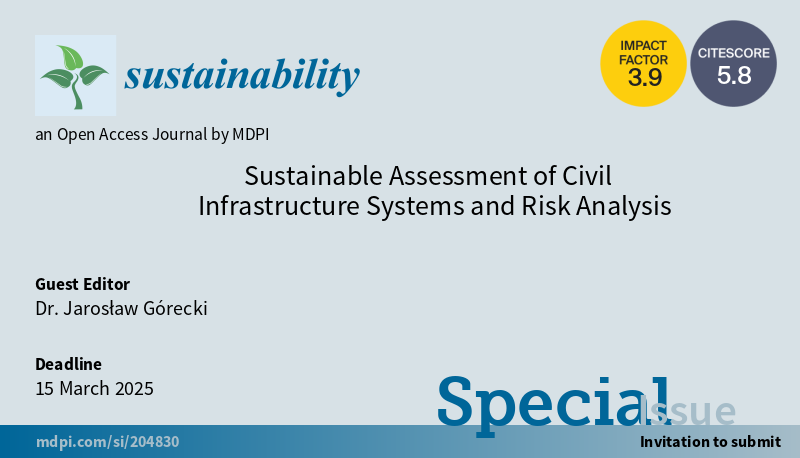 sustainability
IMPACT
FACTOR
3.9
CITESCORE
5.8
an Open Access Journal by MDPI
Sustainable Assessment of Civil
Infrastructure Systems and Risk Analysis
Guest Editor
Dr. Jarosław Górecki
Deadline
15 March 2025
Special
Issue
mdpi.com/si/204830
Invitation to submit